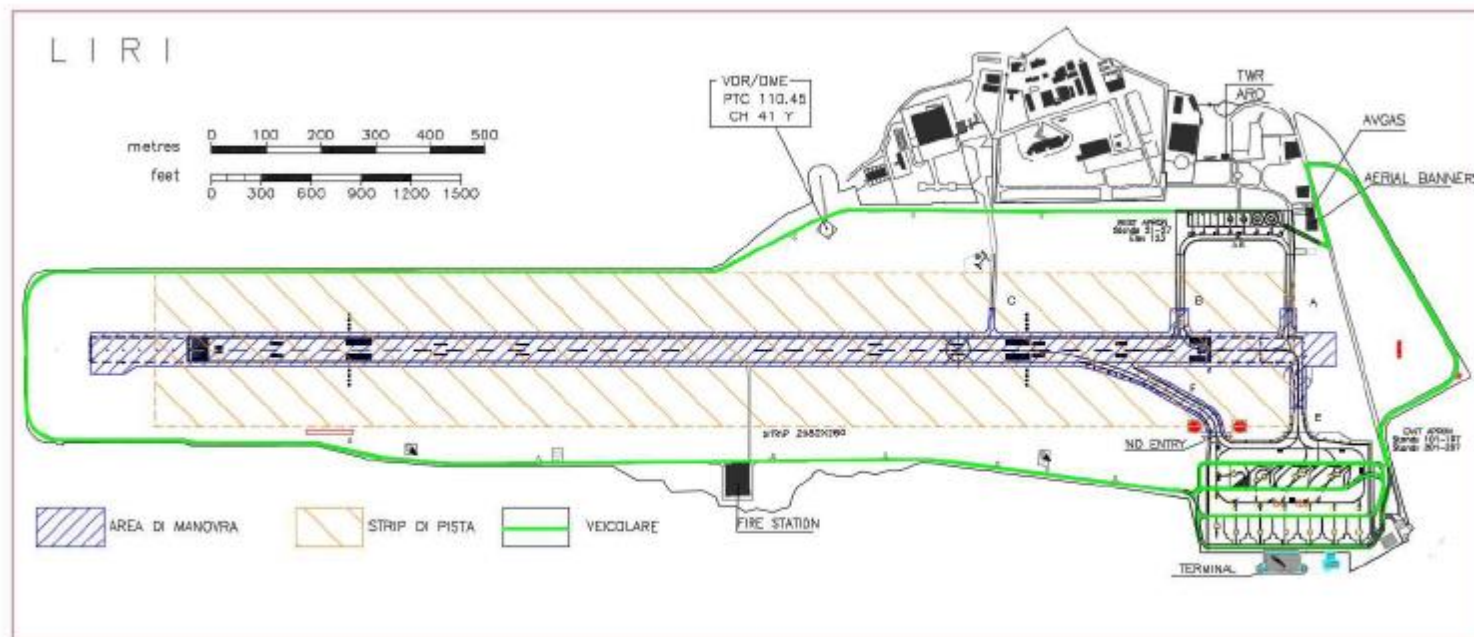 LIRI
VOR/DME
PTC 110.45
CH 41 Y
TWR
ARO
AVGAS
AERIAL BANNERS
metres
0 100 200 300 400 500
feet
0 300 600 900 1200 1500
C
B
A
F
E
NO ENTRY
AREA DI MANOVRA
STRIP DI PISTA
VEICOLARE
FIRE STATION
TERMINAL